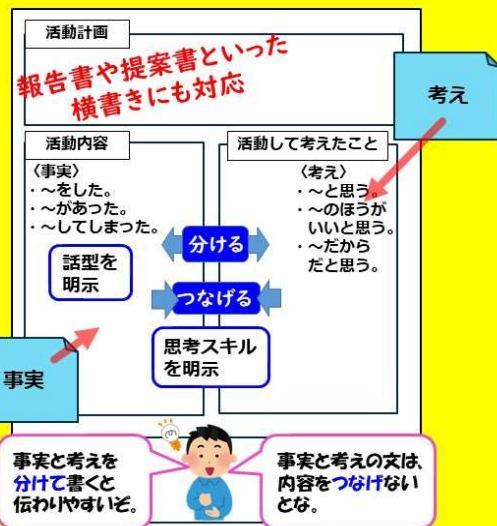 活動計画
報告書や提案書といった
横書きにも対応
考え
活動内容
〈事実〉
・～をした。
・～があった。
・～してしまった。
話型を
明示
活動して考えたこと
〈考え〉
・～と思う。
・～のほうが
いいと思う。
・～だから
だと思う。
分ける
つなげる
思考スキル
を明示
事実
事実と考えを
分けて書くと
伝わりやすいぞ。
事実と考えの文は、
内容をつなげない
とな。